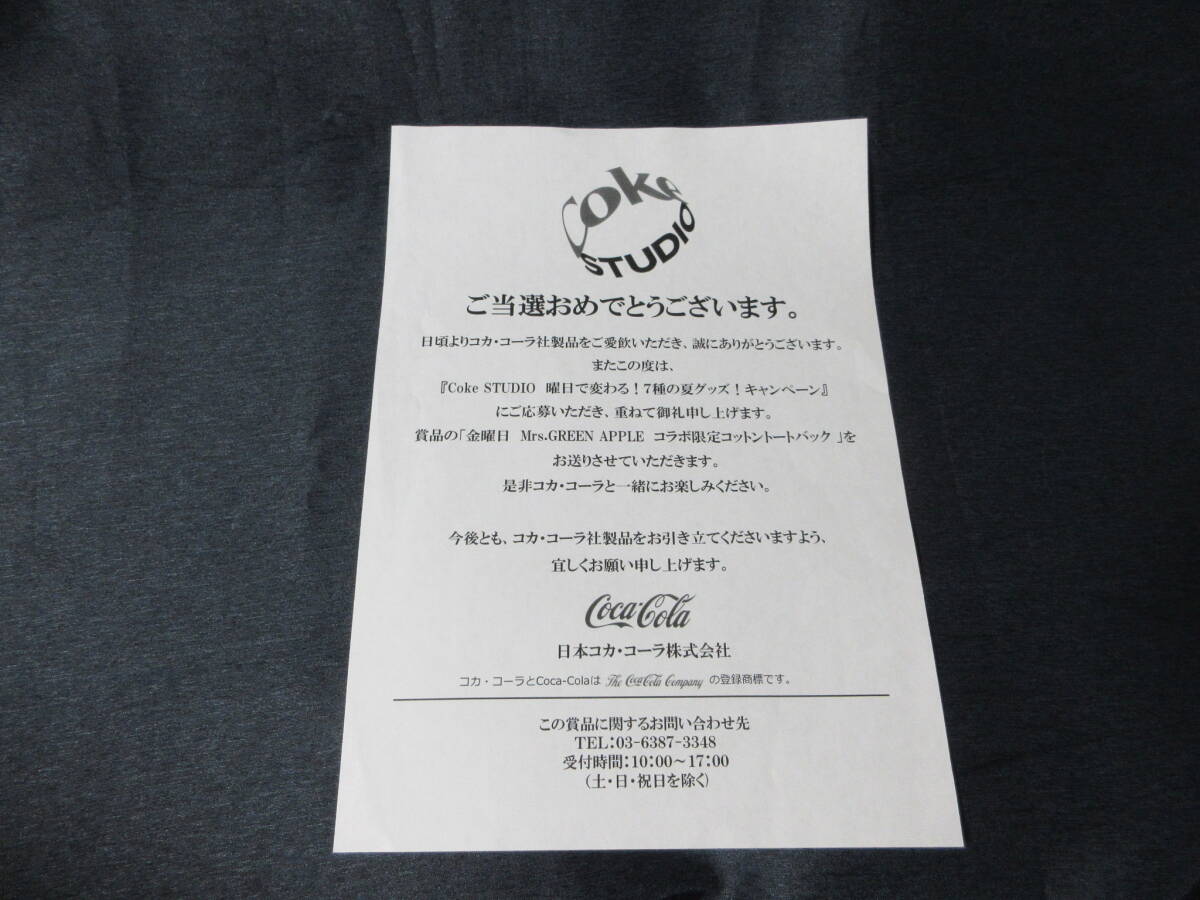 Coke
STUDIO
ご当選おめでとうございます。
日頃よりコカ・コーラ社製品をご愛飲いただき、誠にありがとうございます。
またこの度は、
『Coke STUDIO 曜日で変わる！7種の夏グッズ！キャンペーン』
にご応募いただき、重ねて御礼申し上げます。
賞品の「金曜日 Mrs.GREEN APPLE コラボ限定コットントートバック 」を
お送りさせていただきます。
是非コカ・コーラと一緒にお楽しみください。
今後とも、コカ・コーラ社製品をお引き立てくださいますよう、
宜しくお願い申し上げます。
Coca-Cola
日本コカ・コーラ株式会社
コカ・コーラとCoca-Colaは The Coca-Cola Company の登録商標です。
この賞品に関するお問い合わせ先
TEL：03-6387-3348
受付時間：10：00～17：00
（土・日・祝日を除く）